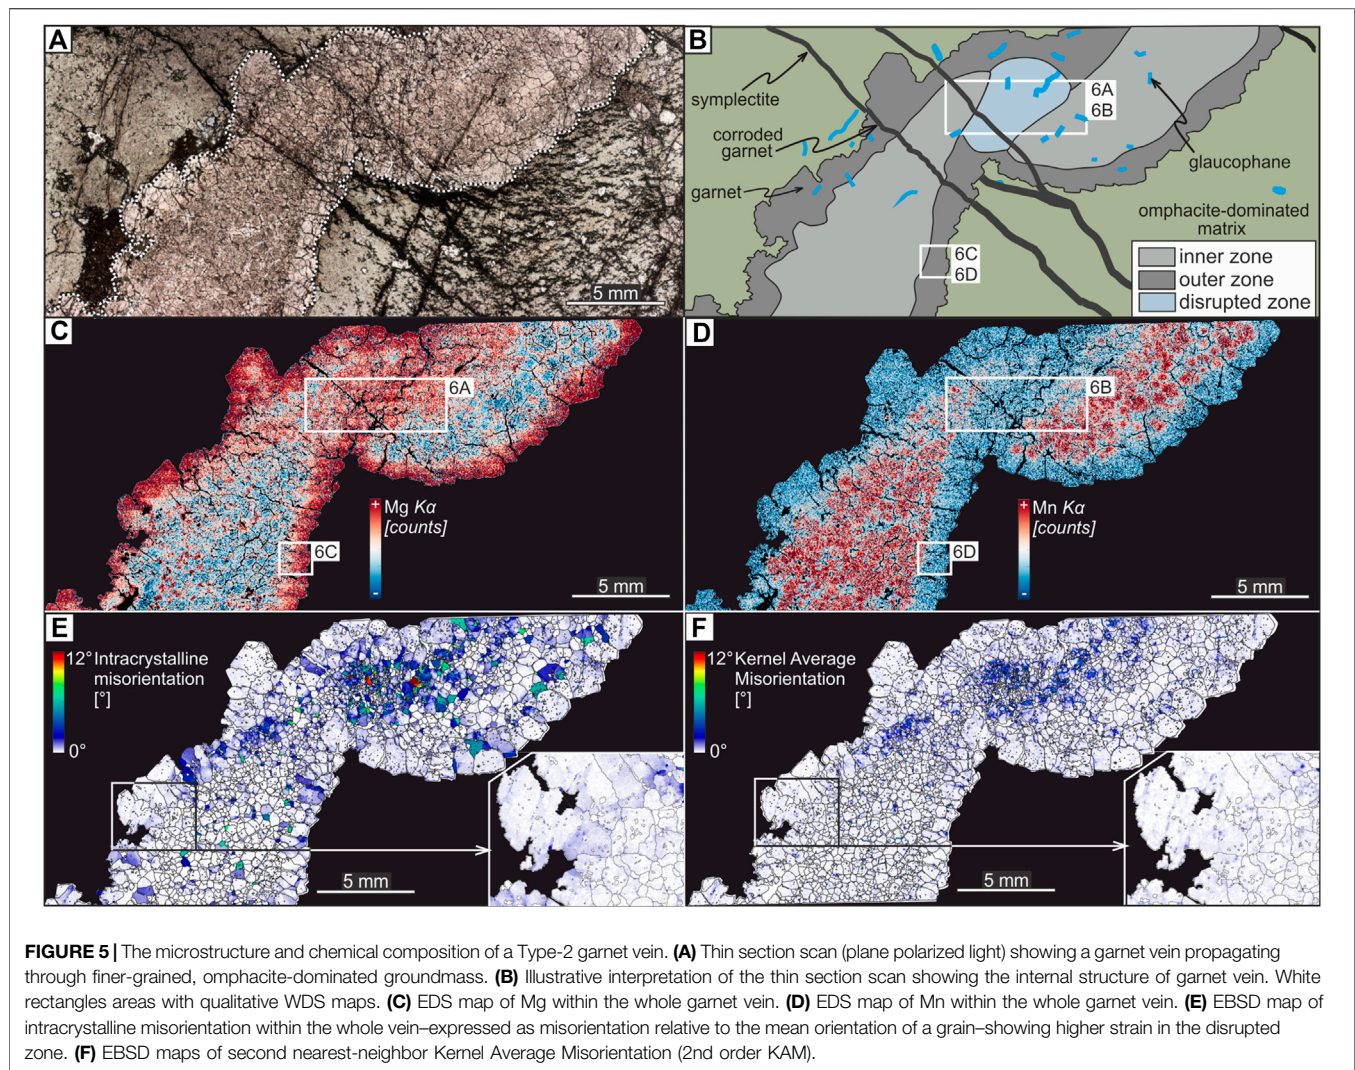 A
5 mm
B
symplectite
corroded
garnet
garnet
6A
6B
glaucophane
omphacite-dominated
matrix
6C
6D
inner zone
outer zone
disrupted zone
C
6A
+ Mg Kα
[counts]
-
6C
5 mm
D
6B
+ Mn Kα
[counts]
-
6D
5 mm
E
12° Intracrystalline
misorientation
[°]
0°
5 mm
F
12° Kernel Average
Misorientation
[°]
0°
5 mm
FIGURE 5 | The microstructure and chemical composition of a Type-2 garnet vein. (A) Thin section scan (plane polarized light) showing a garnet vein propagating
through finer-grained, omphacite-dominated groundmass. (B) Illustrative interpretation of the thin section scan showing the internal structure of garnet vein. White
rectangles areas with qualitative WDS maps. (C) EDS map of Mg within the whole garnet vein. (D) EDS map of Mn within the whole garnet vein. (E) EBSD map of
intracrystalline misorientation within the whole vein–expressed as misorientation relative to the mean orientation of a grain–showing higher strain in the disrupted
zone. (F) EBSD maps of second nearest-neighbor Kernel Average Misorientation (2nd order KAM).